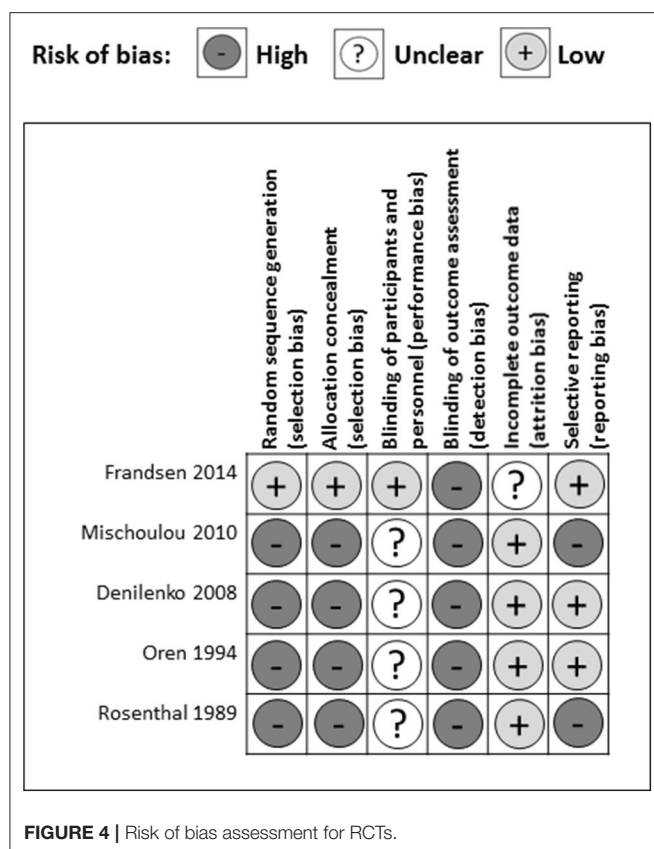 Risk of bias: - High ? Unclear + Low
Random sequence generation
(selection bias)
Allocation concealment
(selection bias)
Blinding of participants and
personnel (performance bias)
Blinding of outcome assessment
(detection bias)
Incomplete outcome data
(attrition bias)
Selective reporting
(reporting bias)
Frandsen 2014 + + + - ? +
Mischoulou 2010 - - ? - + -
Denilenko 2008 - - ? - + +
Oren 1994 - - ? - + +
Rosenthal 1989 - - ? - + -
FIGURE 4 | Risk of bias assessment for RCTs.